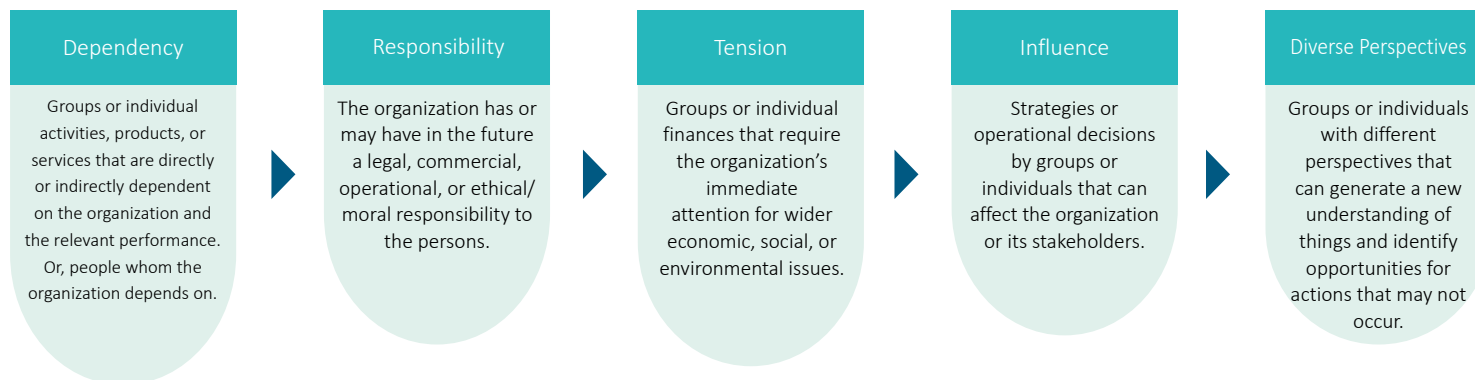 Dependency
Groups or individual
activities, products, or
services that are directly
or indirectly dependent
on the organization and
the relevant performance.
Or, people whom the
organization depends on.
Responsibility
The organization has or
may have in the future
a legal, commercial,
operational, or ethical/
moral responsibility to
the persons.
Tension
Groups or individual
finances that require
the organization’s
immediate
attention for wider
economic, social, or
environmental issues.
Influence
Strategies or
operational decisions
by groups or
individuals that can
affect the organization
or its stakeholders.
Diverse Perspectives
Groups or individuals
with different
perspectives that
can generate a new
understanding of
things and identify
opportunities for
actions that may not
occur.